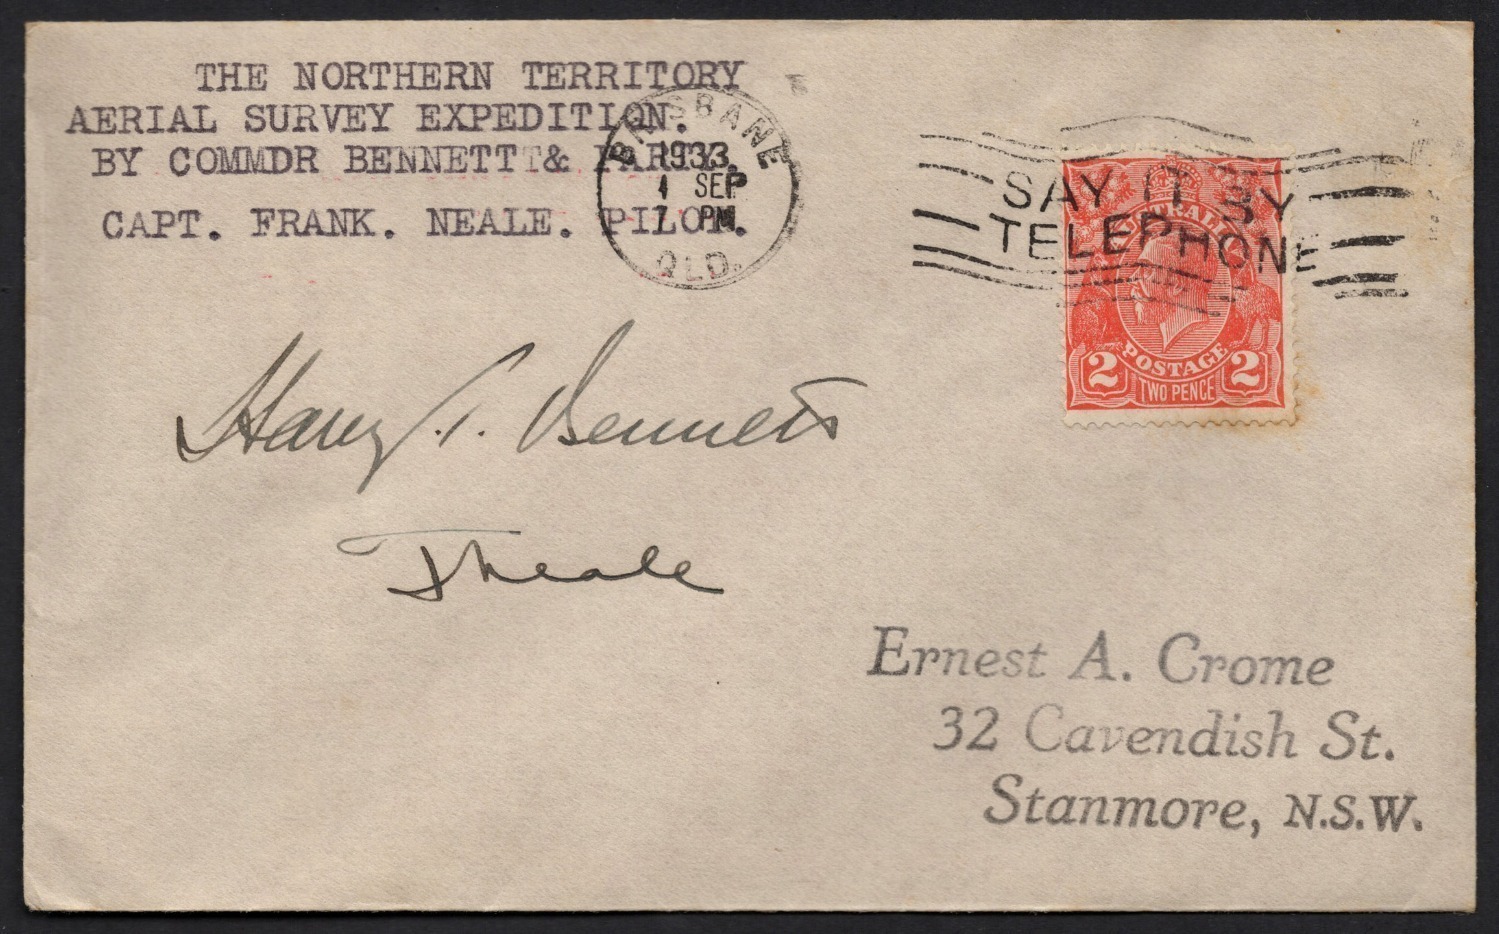 THE NORTHERN TERRITORY
AERIAL SURVEY EXPEDITION.
BY COMMDR BENNETT & PARTY.
CAPT. FRANK. NEALE. PILOT.
BRISBANE
1933
1 SEP
7 PM
QLD.
SAY IT BY
TELEPHONE
AUSTRALIA
POSTAGE
2 TWO PENCE 2
Harry T. Bennett
F Neale
Ernest A. Crome
32 Cavendish St.
Stanmore, N.S.W.